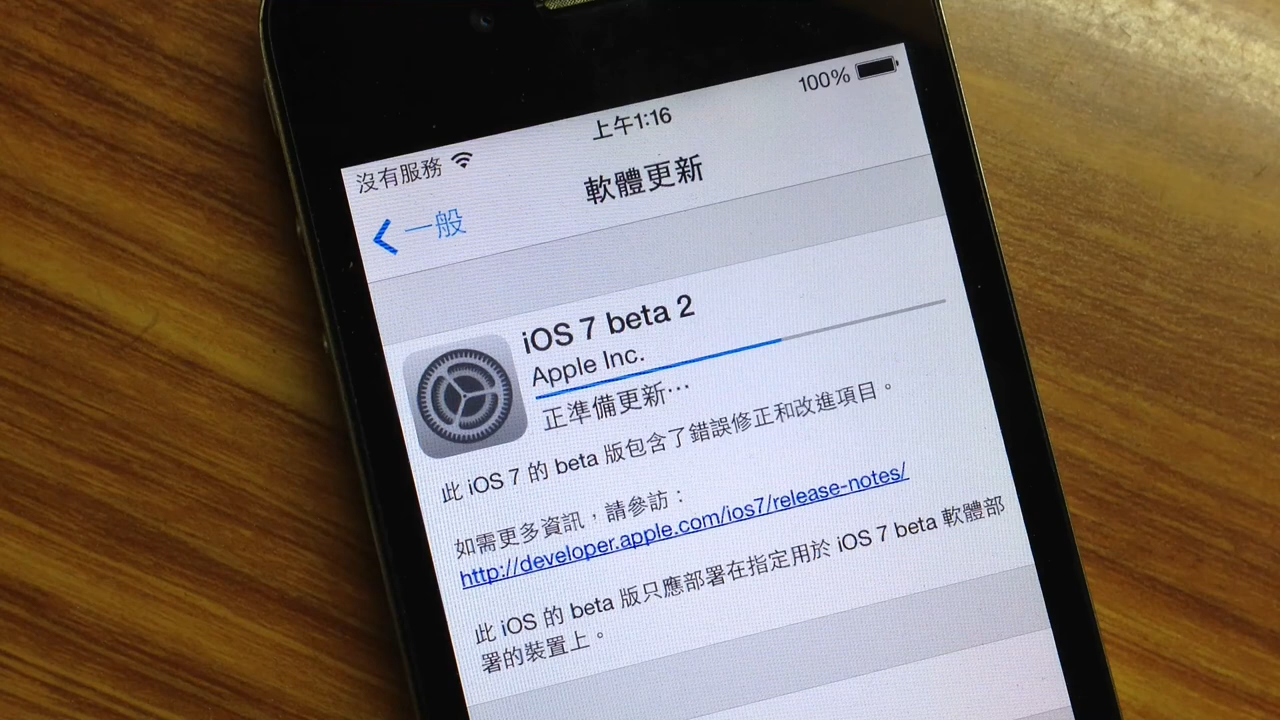 沒有服務 上午1:16 100%
一般 軟體更新
iOS 7 beta 2
Apple Inc.
正準備更新⋯
此 iOS 7 的 beta 版包含了錯誤修正和改進項目。
如需更多資訊，請參訪：
http://developer.apple.com/ios7/release-notes/
此 iOS 的 beta 版只應部署在指定用於 iOS 7 beta 軟體部
署的裝置上。